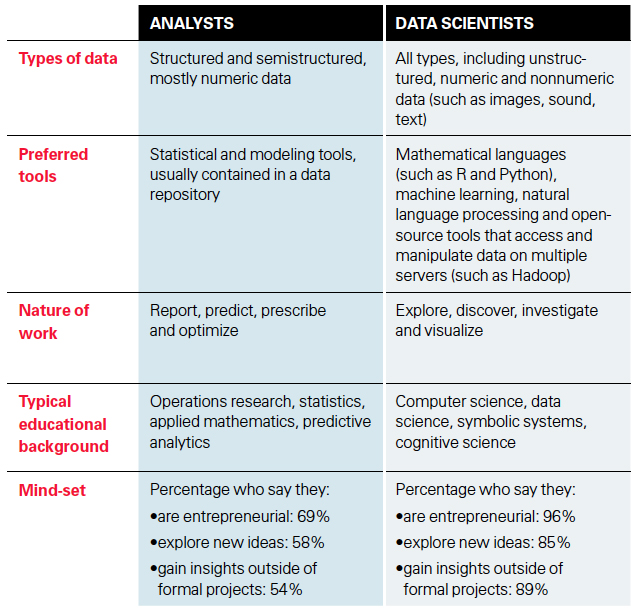 ANALYSTS
DATA SCIENTISTS
Types of data
Structured and semistructured,
mostly numeric data
All types, including unstruc-
tured, numeric and nonnumeric
data (such as images, sound,
text)
Preferred
tools
Statistical and modeling tools,
usually contained in a data
repository
Mathematical languages
(such as R and Python),
machine learning, natural
language processing and open-
source tools that access and
manipulate data on multiple
servers (such as Hadoop)
Nature of
work
Report, predict, prescribe
and optimize
Explore, discover, investigate
and visualize
Typical
educational
background
Operations research, statistics,
applied mathematics, predictive
analytics
Computer science, data
science, symbolic systems,
cognitive science
Mind-set
Percentage who say they:
•are entrepreneurial: 69%
•explore new ideas: 58%
•gain insights outside of
formal projects: 54%
Percentage who say they:
•are entrepreneurial: 96%
•explore new ideas: 85%
•gain insights outside of
formal projects: 89%